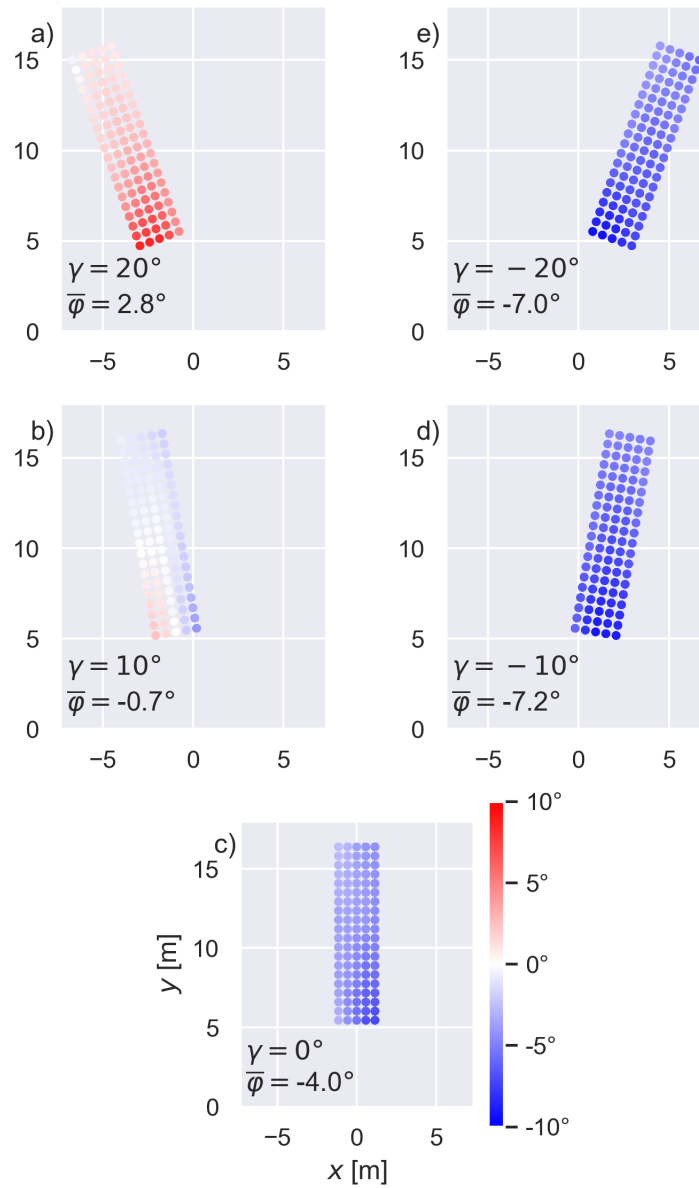 a)
15
10
5
0
γ = 20°
φ̅ = 2.8°
−5 0 5
e)
15
10
5
0
γ = − 20°
φ̅ = -7.0°
−5 0 5
b)
15
10
5
0
γ = 10°
φ̅ = -0.7°
−5 0 5
d)
15
10
5
0
γ = − 10°
φ̅ = -7.2°
−5 0 5
c)
15
10
5
0
y [m]
γ = 0°
φ̅ = -4.0°
−5 0 5
x [m]
10°
5°
0°
-5°
-10°